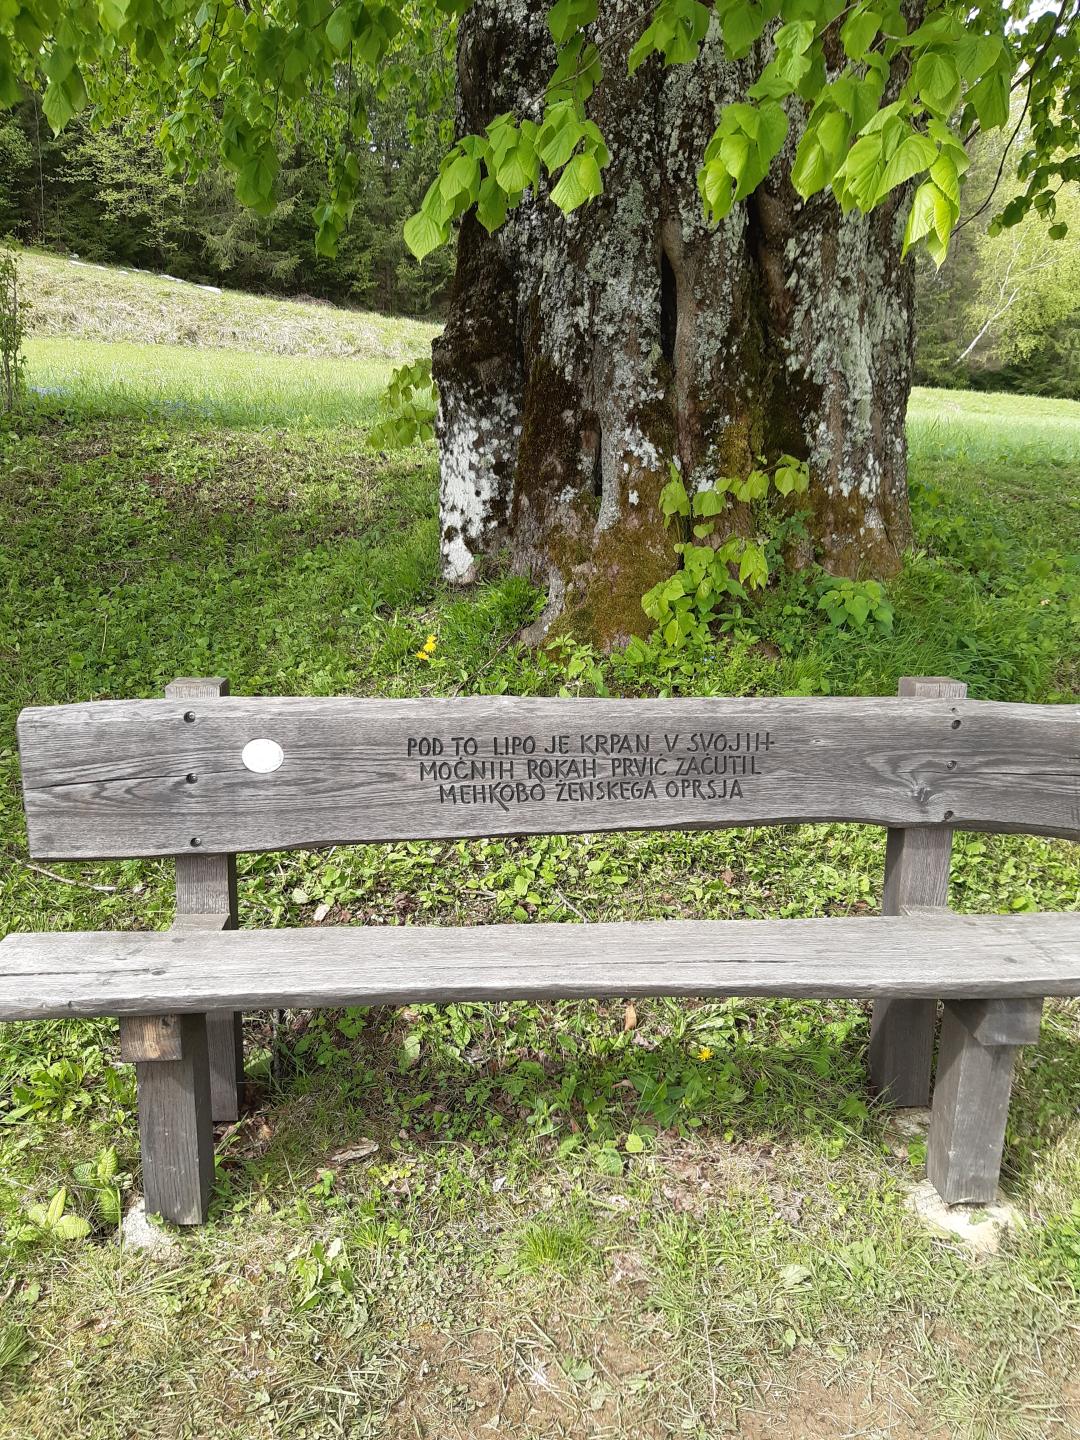 POD TO LIPO JE KRPAN V SVOJIH
MOČNIH ROKAH PRVIČ ZAČUTIL
MEHKOBO ŽENSKEGA OPRSJA